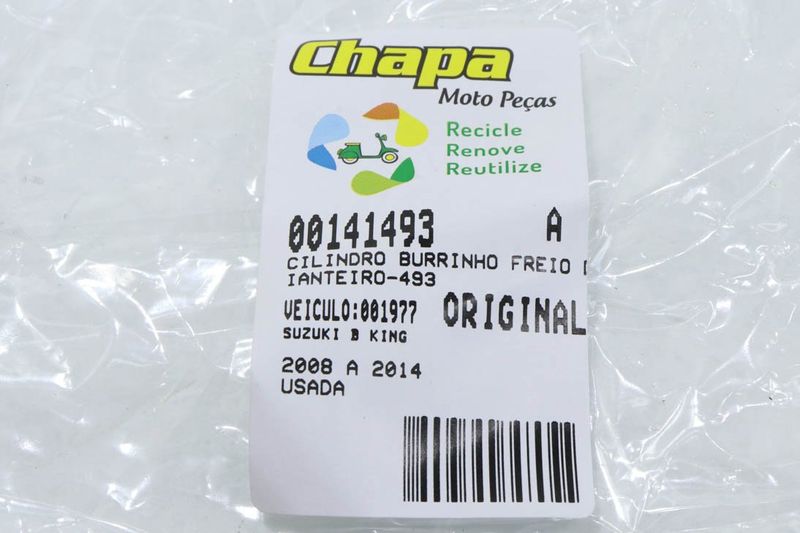 Chapa
Moto Peças
Recicle
Renove
Reutilize
00141493 A
CILINDRO BURRINHO FREIO D
IANTEIRO-493
VEICULO:001977 ORIGINAL
SUZUKI B KING
2008 A 2014
USADA